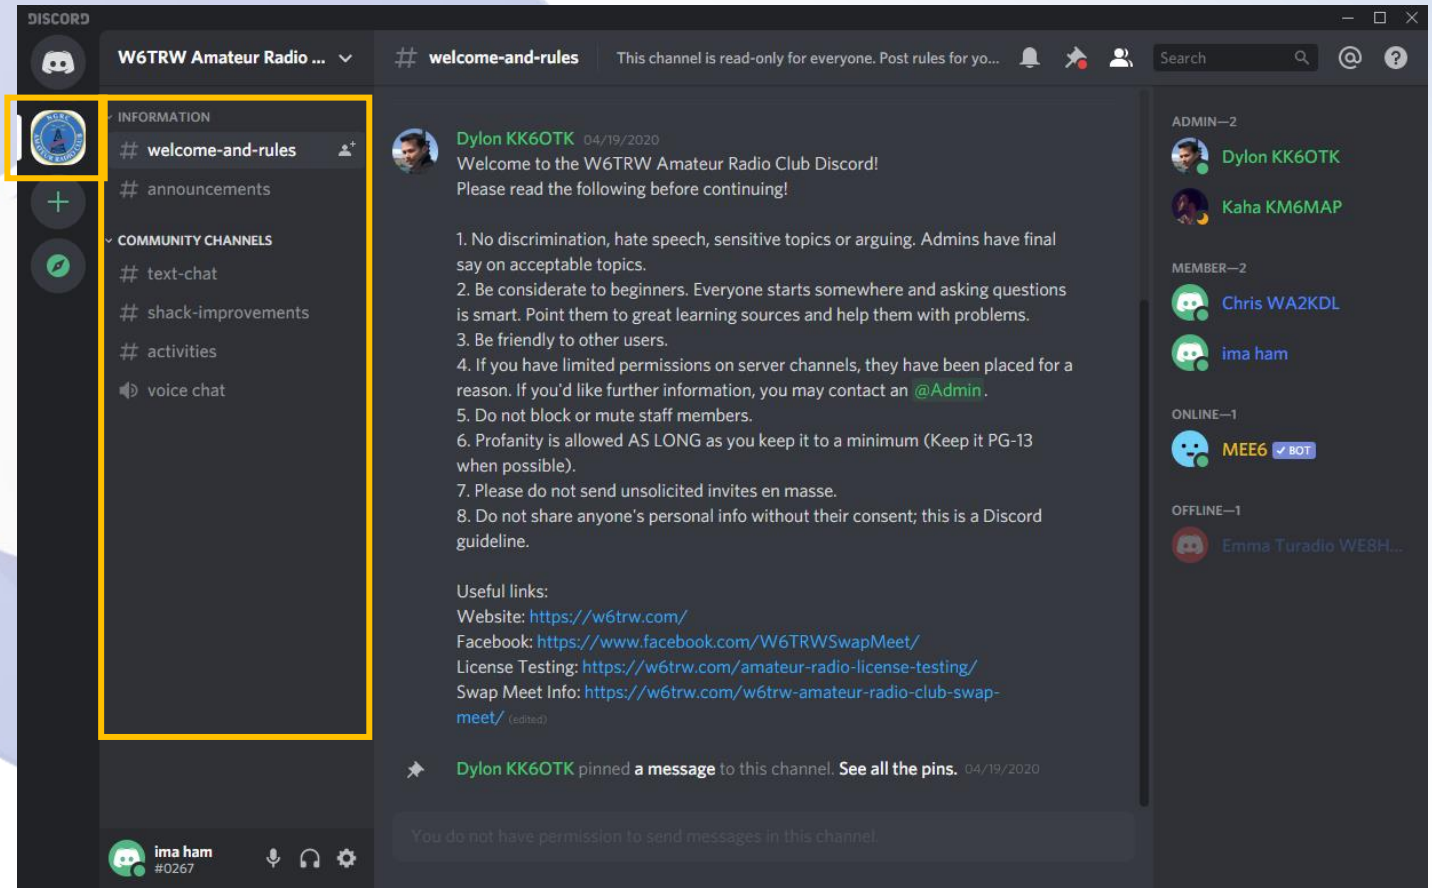 DISCORD
W6TRW Amateur Radio ...
INFORMATION
# welcome-and-rules
# announcements
COMMUNITY CHANNELS
# text-chat
# shack-improvements
# activities
voice chat
ima ham
#0267
# welcome-and-rules
This channel is read-only for everyone. Post rules for yo...
Search
Dylon KK6OTK 04/19/2020
Welcome to the W6TRW Amateur Radio Club Discord!
Please read the following before continuing!
1. No discrimination, hate speech, sensitive topics or arguing. Admins have final
say on acceptable topics.
2. Be considerate to beginners. Everyone starts somewhere and asking questions
is smart. Point them to great learning sources and help them with problems.
3. Be friendly to other users.
4. If you have limited permissions on server channels, they have been placed for a
reason. If you'd like further information, you may contact an @Admin.
5. Do not block or mute staff members.
6. Profanity is allowed AS LONG as you keep it to a minimum (Keep it PG-13
when possible).
7. Please do not send unsolicited invites en masse.
8. Do not share anyone's personal info without their consent; this is a Discord
guideline.
Useful links:
Website: https://w6trw.com/
Facebook: https://www.facebook.com/W6TRWSwapMeet/
License Testing: https://w6trw.com/amateur-radio-license-testing/
Swap Meet Info: https://w6trw.com/w6trw-amateur-radio-club-swap-
meet/ (edited)
Dylon KK6OTK pinned a message to this channel. See all the pins. 04/19/2020
You do not have permission to send messages in this channel.
ADMIN—2
Dylon KK6OTK
Kaha KM6MAP
MEMBER—2
Chris WA2KDL
ima ham
ONLINE—1
MEE6 BOT
OFFLINE—1
Emma Turadio WE8H...